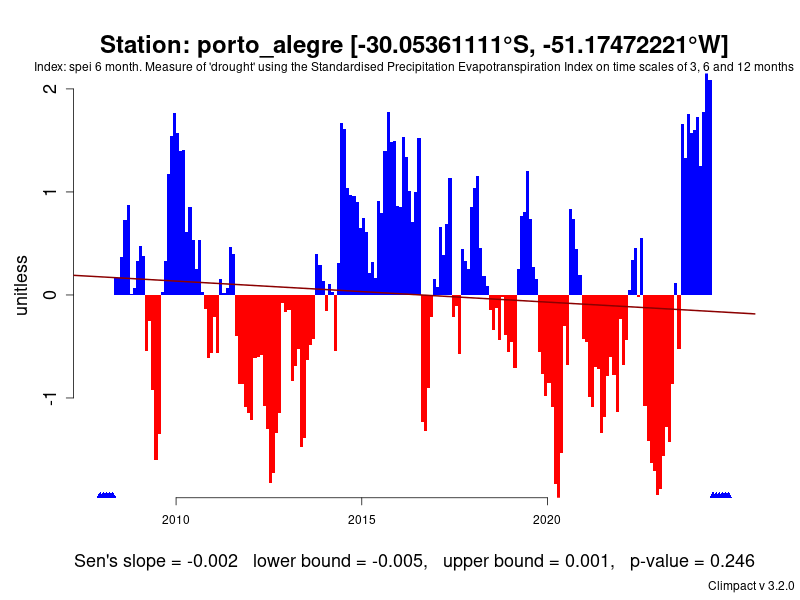 Station: porto_alegre [-30.05361111°S, -51.17472221°W]
Index: spei 6 month. Measure of 'drought' using the Standardised Precipitation Evapotranspiration Index on time scales of 3, 6 and 12 months
unitless
2
1
0
-1
2010 2015 2020
Sen's slope = -0.002 lower bound = -0.005, upper bound = 0.001, p-value = 0.246
Climpact v 3.2.0